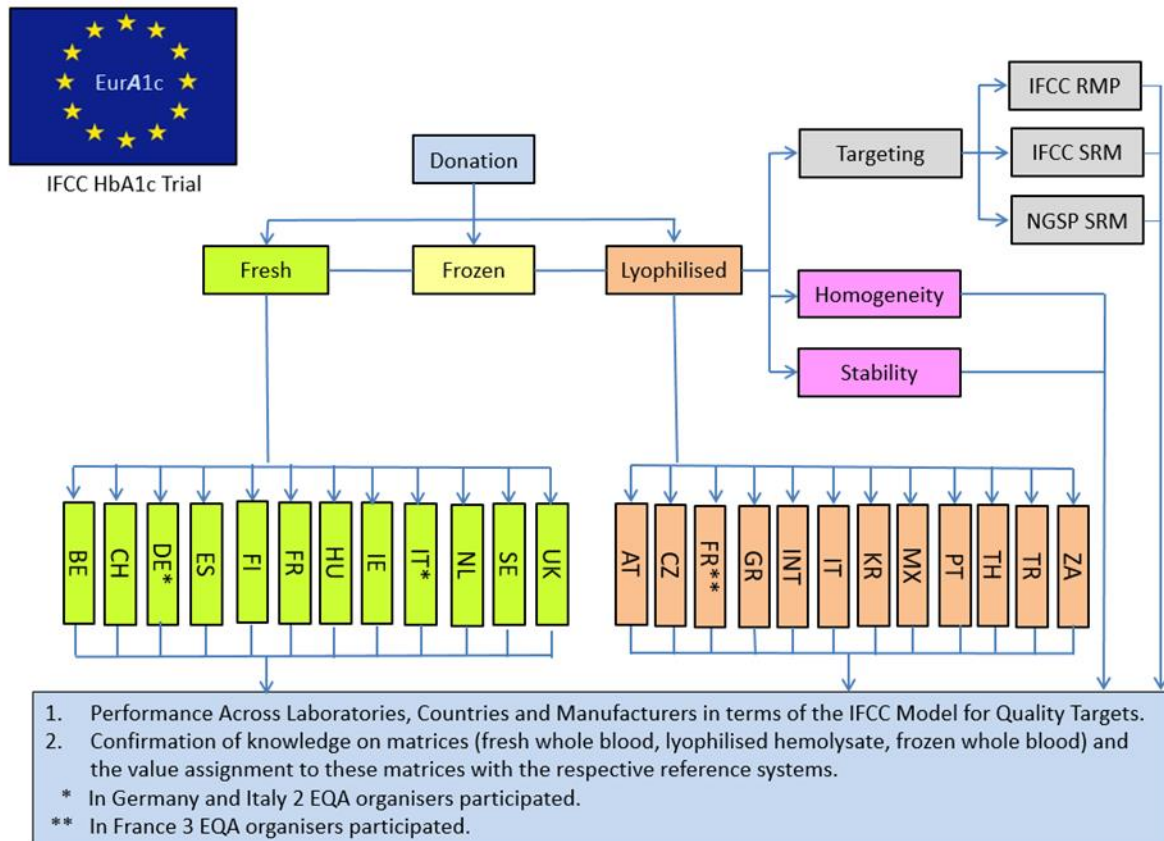 EurA1c
IFCC HbA1c Trial
Donation
Fresh
Frozen
Lyophilised
Targeting
IFCC RMP
IFCC SRM
NGSP SRM
Homogeneity
Stability
BE
CH
DE*
ES
FI
FR
HU
IE
IT*
NL
SE
UK
AT
CZ
FR**
GR
INT
IT
KR
MX
PT
TH
TR
ZA
1. Performance Across Laboratories, Countries and Manufacturers in terms of the IFCC Model for Quality Targets.
2. Confirmation of knowledge on matrices (fresh whole blood, lyophilised hemolysate, frozen whole blood) and
the value assignment to these matrices with the respective reference systems.
* In Germany and Italy 2 EQA organisers participated.
** In France 3 EQA organisers participated.